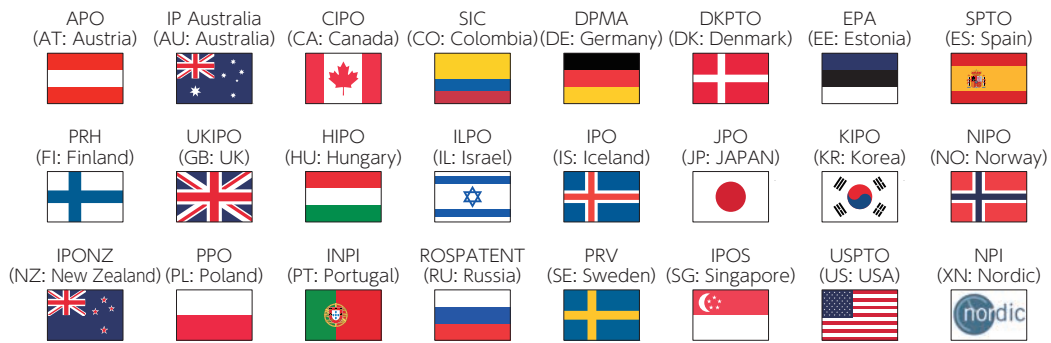 APO IP Australia CIPO SIC DPMA DKPTO EPA SPTO
(AT: Austria) (AU: Australia) (CA: Canada) (CO: Colombia) (DE: Germany) (DK: Denmark) (EE: Estonia) (ES: Spain)
PRH UKIPO HIPO ILPO IPO JPO KIPO NIPO
(FI: Finland) (GB: UK) (HU: Hungary) (IL: Israel) (IS: Iceland) (JP: JAPAN) (KR: Korea) (NO: Norway)
IPONZ PPO INPI ROSPATENT PRV IPOS USPTO NPI
(NZ: New Zealand) (PL: Poland) (PT: Portugal) (RU: Russia) (SE: Sweden) (SG: Singapore) (US: USA) (XN: Nordic)
nordic